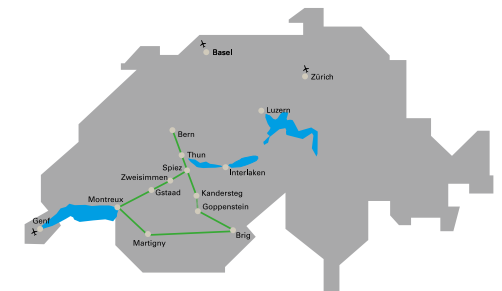 Basel
Zürich
Luzern
Bern
Thun
Spiez
Interlaken
Zweisimmen
Gstaad
Kandersteg
Montreux
Goppenstein
Genf
Martigny
Brig